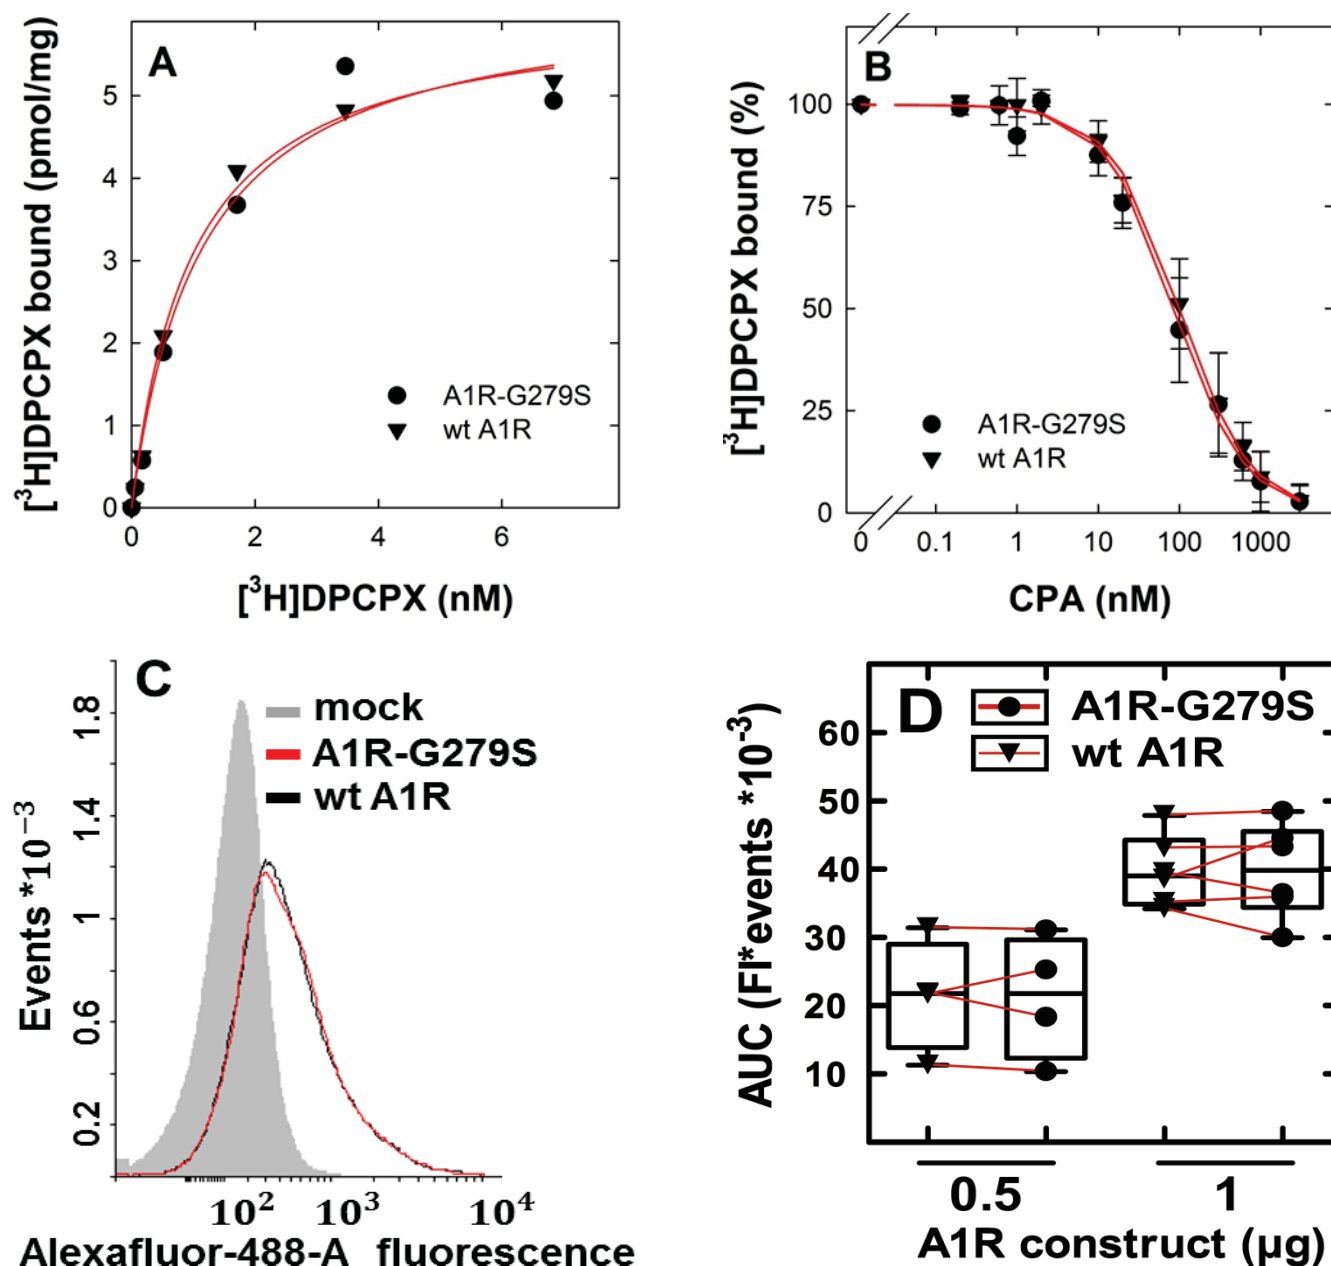 A
[³H]DPCPX bound (pmol/mg)
5
4
3
2
1
0
A1R-G279S
wt A1R
0 2 4 6
[³H]DPCPX (nM)
B
[³H]DPCPX bound (%)
100
75
50
25
0
A1R-G279S
wt A1R
0 0.1 1 10 100 1000
CPA (nM)
C
mock
A1R-G279S
wt A1R
Events *10⁻³
1.8
1.4
1
0.6
0.2
10² 10³ 10⁴
Alexafluor-488-A fluorescence
D
A1R-G279S
wt A1R
AUC (FI*events *10⁻³)
60
50
40
30
20
10
0.5 1
A1R construct (µg)